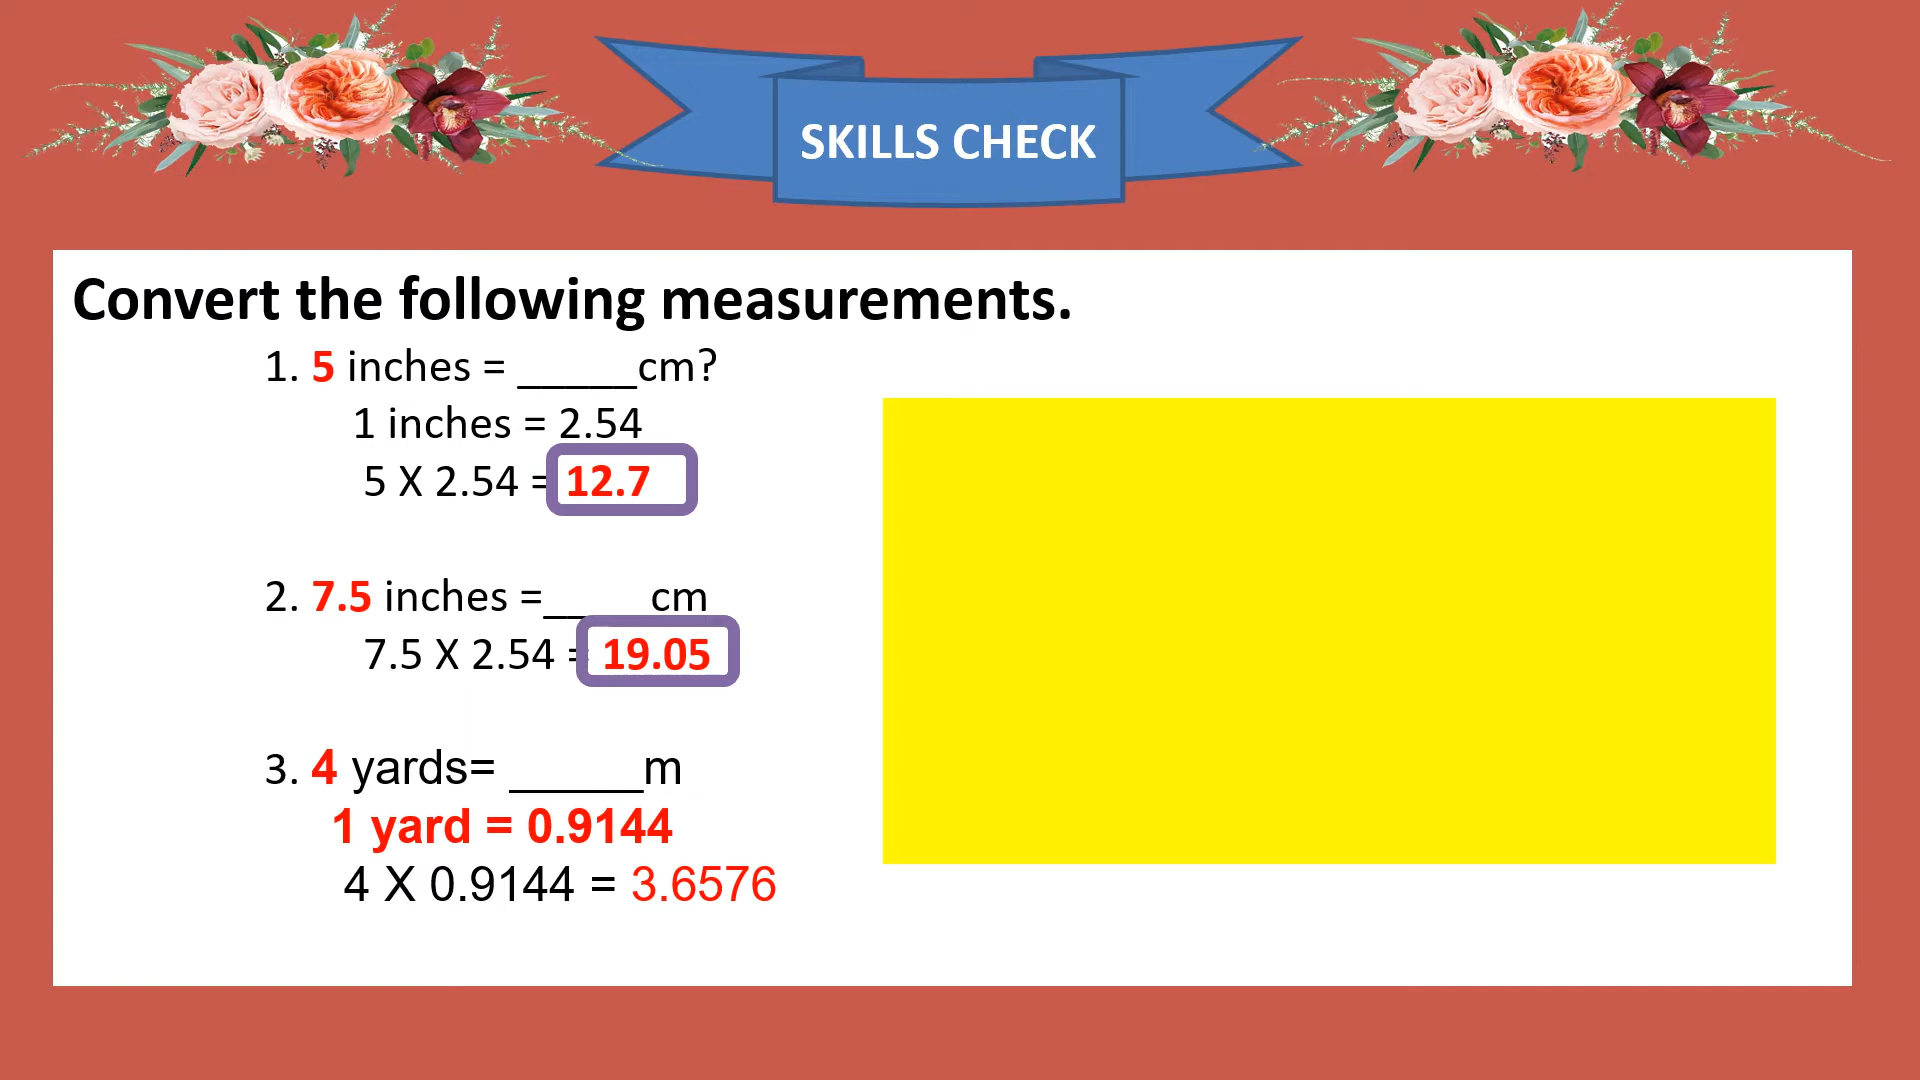 SKILLS CHECK
Convert the following measurements.
1. 5 inches = _____cm?
1 inches = 2.54
5 X 2.54 = 12.7
2. 7.5 inches =____ cm
7.5 X 2.54 = 19.05
3. 4 yards= _____m
1 yard = 0.9144
4 X 0.9144 = 3.6576